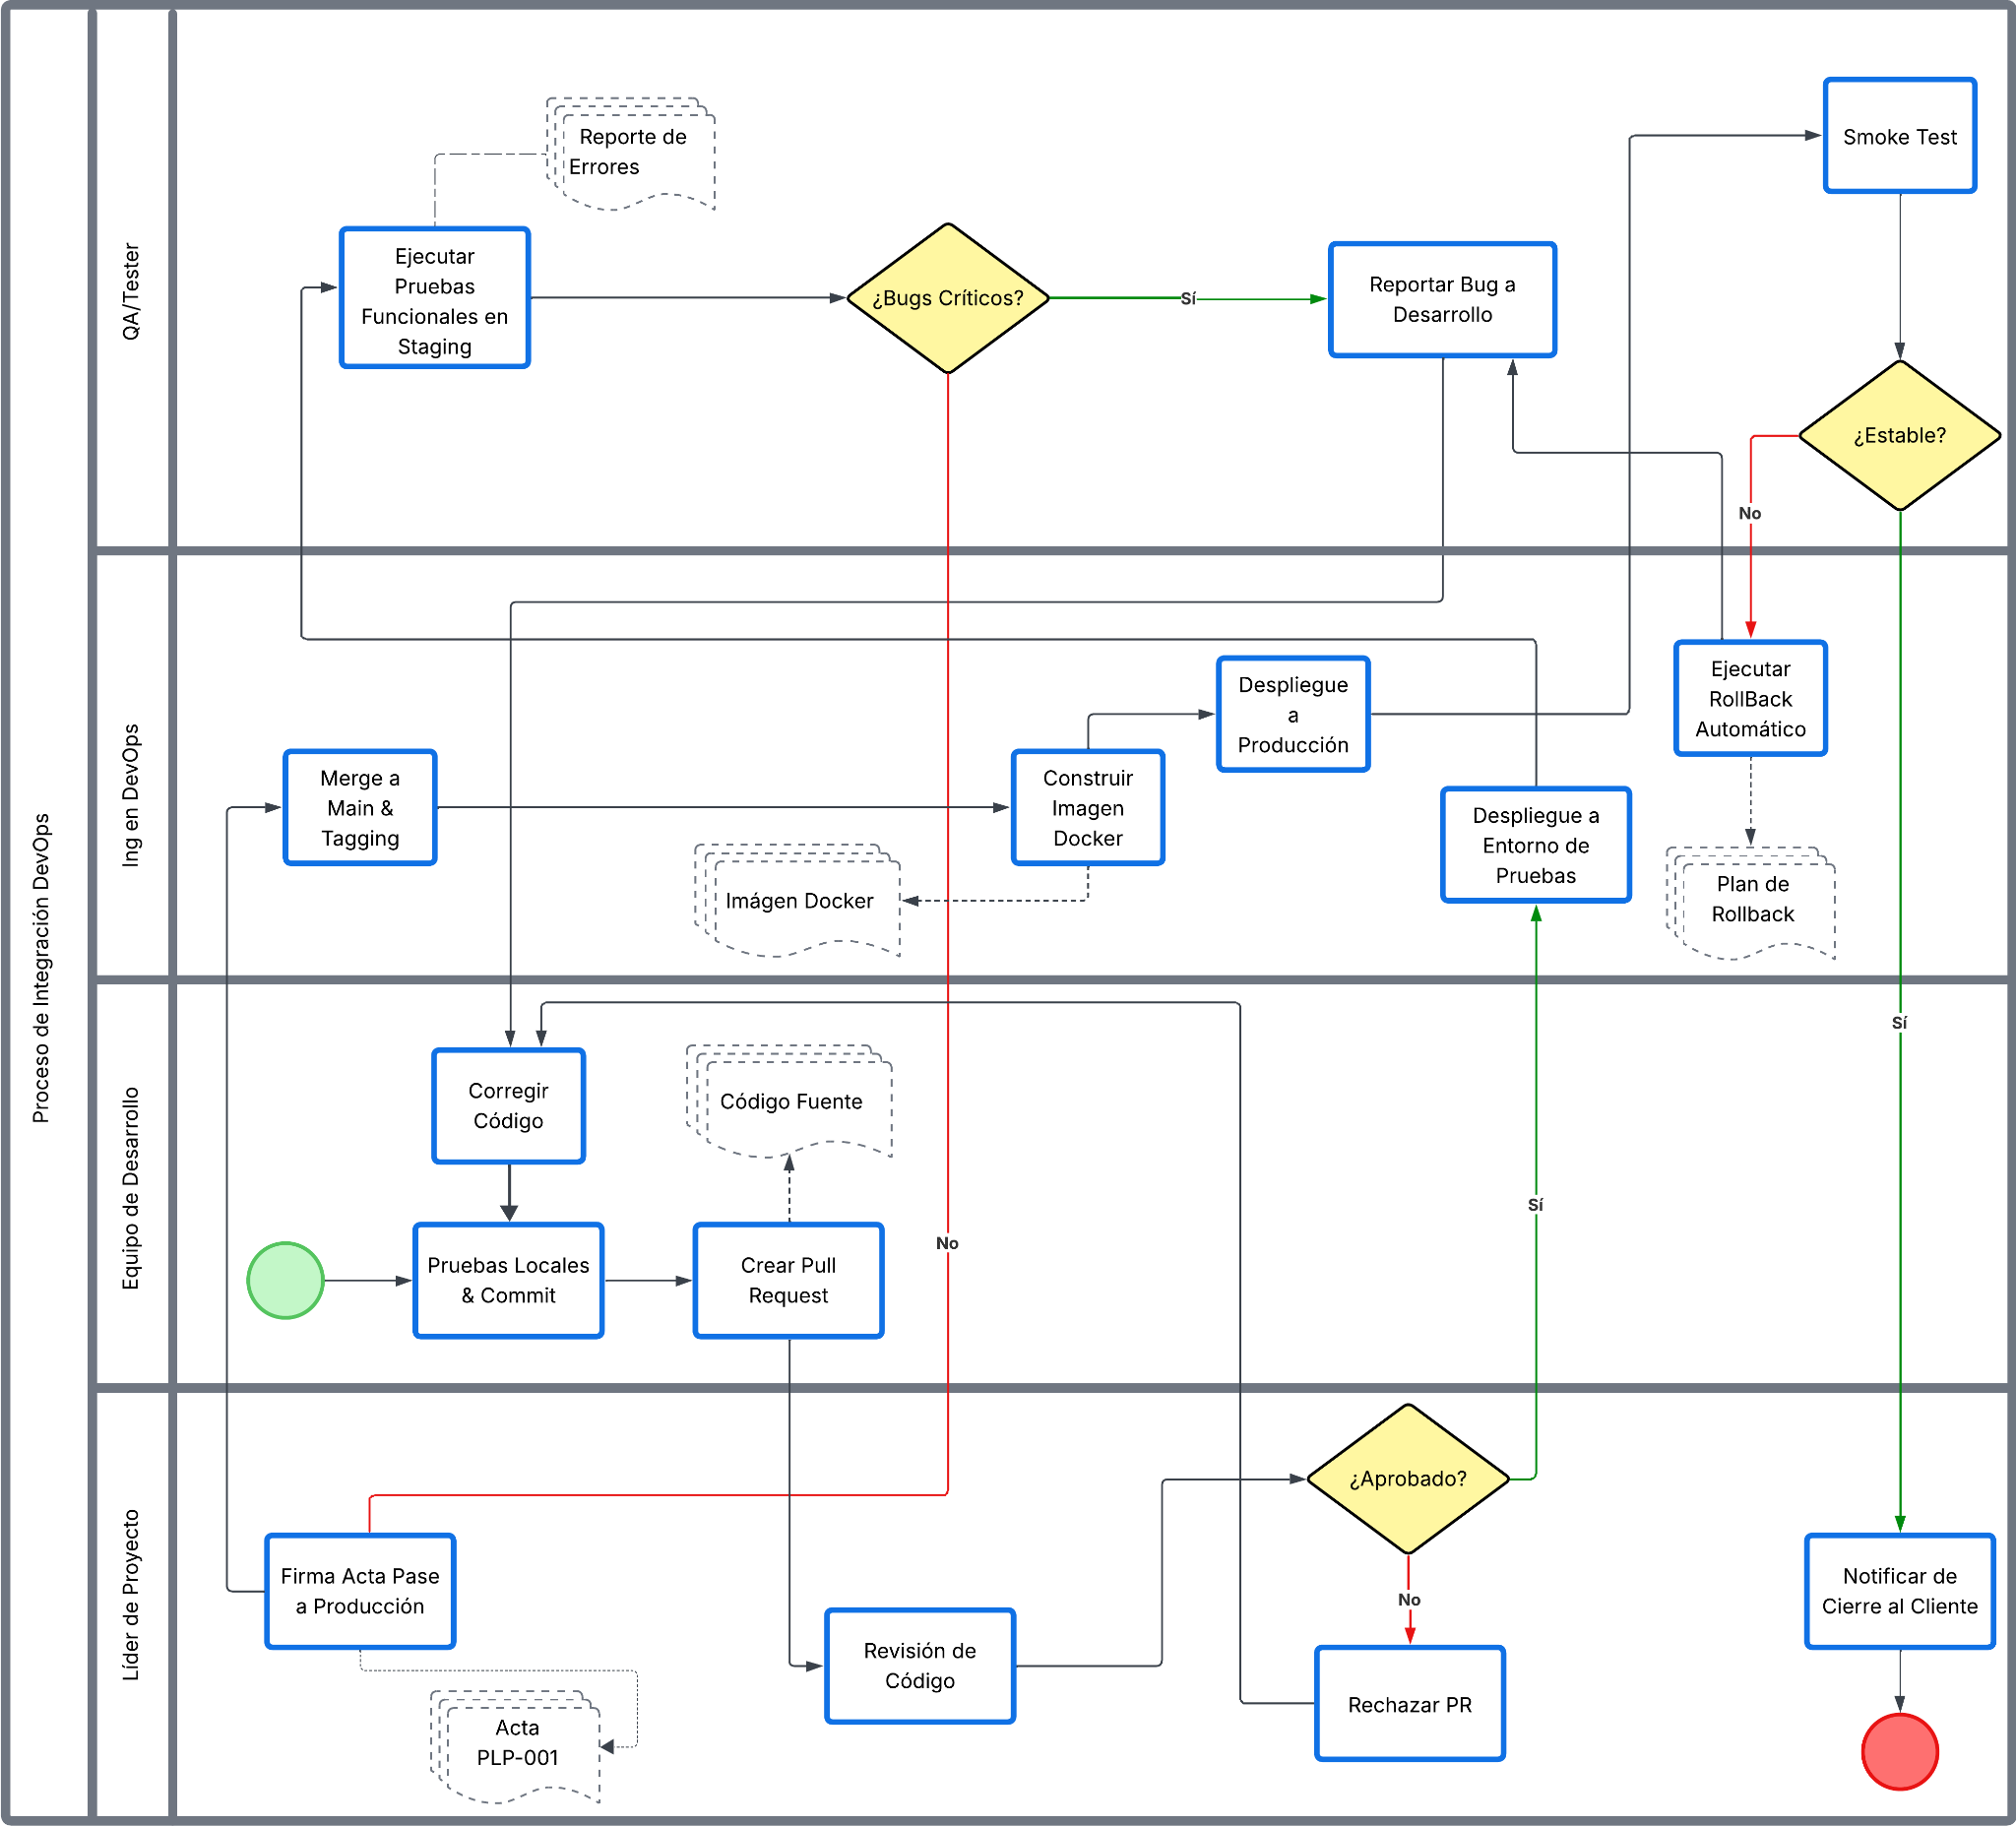 Proceso de Integración DevOps
QA/Tester
Reporte de
Errores
Ejecutar
Pruebas
Funcionales en
Staging
¿Bugs Críticos?
Sí
Reportar Bug a
Desarrollo
Smoke Test
¿Estable?
No
Ing en DevOps
Merge a
Main &
Tagging
Construir
Imagen
Docker
Imágen Docker
Despliegue
a
Producción
Despliegue a
Entorno de
Pruebas
Ejecutar
RollBack
Automático
Plan de
Rollback
Equipo de Desarrollo
Corregir
Código
Código Fuente
Pruebas Locales
& Commit
Crear Pull
Request
No
Sí
Sí
Líder de Proyecto
Firma Acta Pase
a Producción
Acta
PLP-001
Revisión de
Código
¿Aprobado?
No
Rechazar PR
Notificar de
Cierre al Cliente